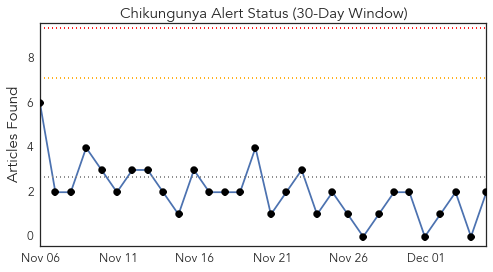 Chikungunya Alert Status (30-Day Window)
Articles Found
8
6
4
2
0
Nov 06 Nov 11 Nov 16 Nov 21 Nov 26 Dec 01